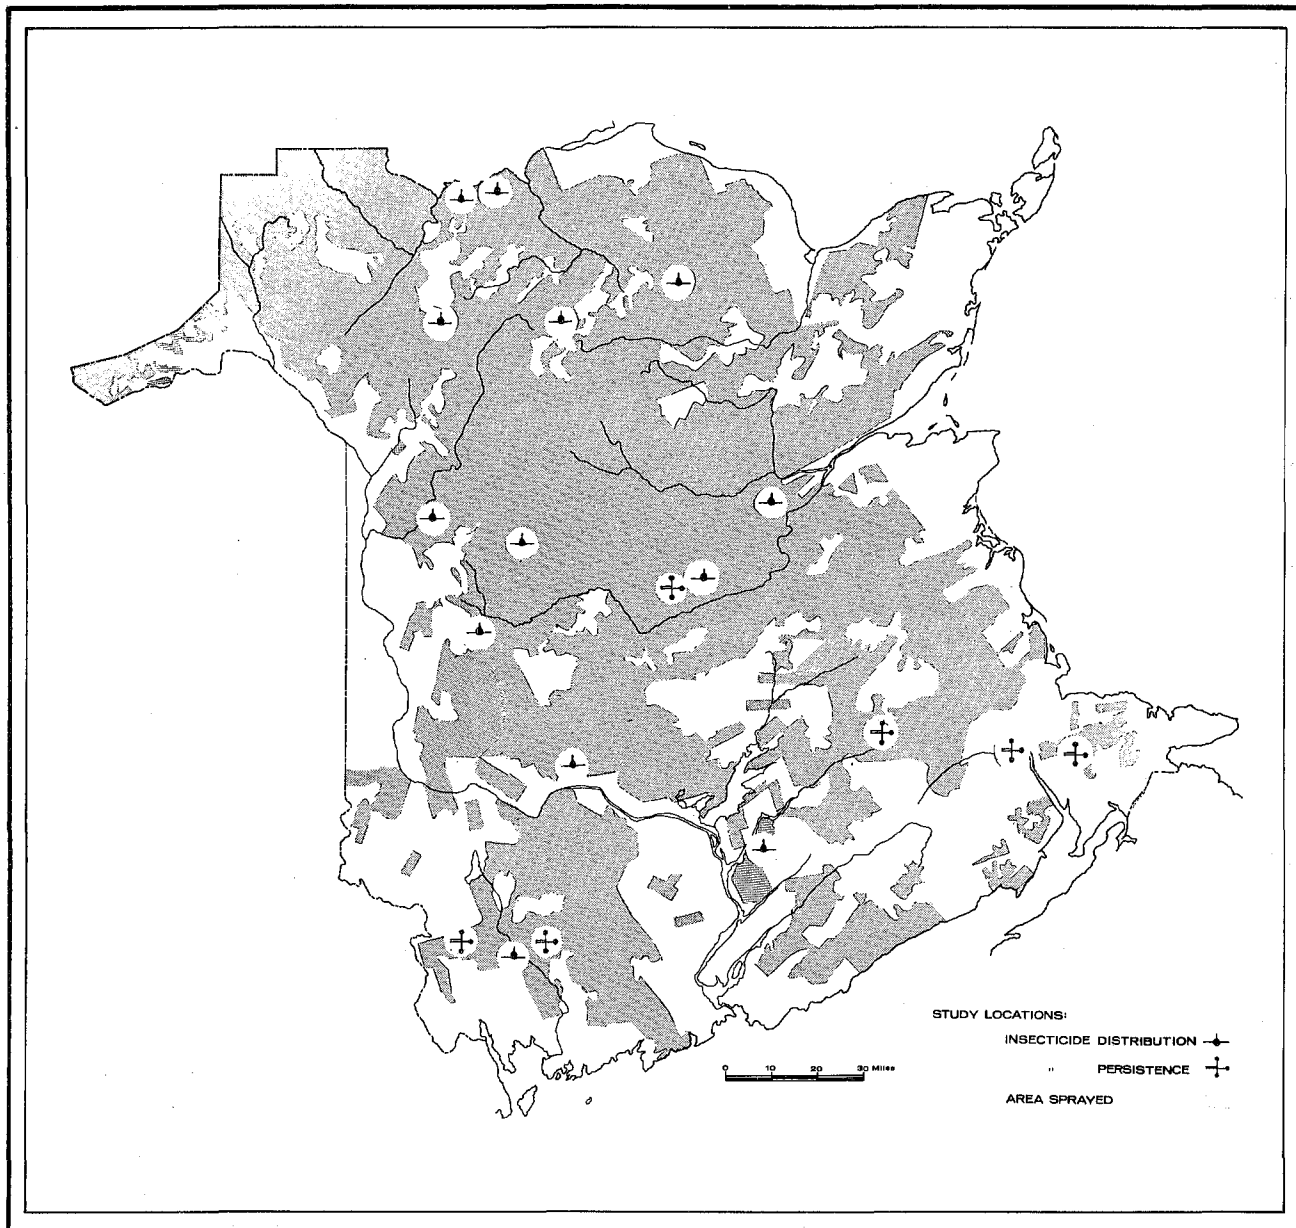 STUDY LOCATIONS:
INSECTICIDE DISTRIBUTION
" PERSISTENCE
0 10 20 30 Miles
AREA SPRAYED